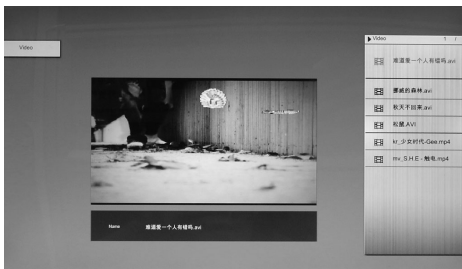 Video
Video 1 /
难道爱一个人有错吗.avi
挪威的森林.avi
秋天不回来.avi
松鼠.AVI
kr_少女时代-Gee.mp4
mv_S.H.E - 触电.mp4
Name 难道爱一个人有错吗.avi